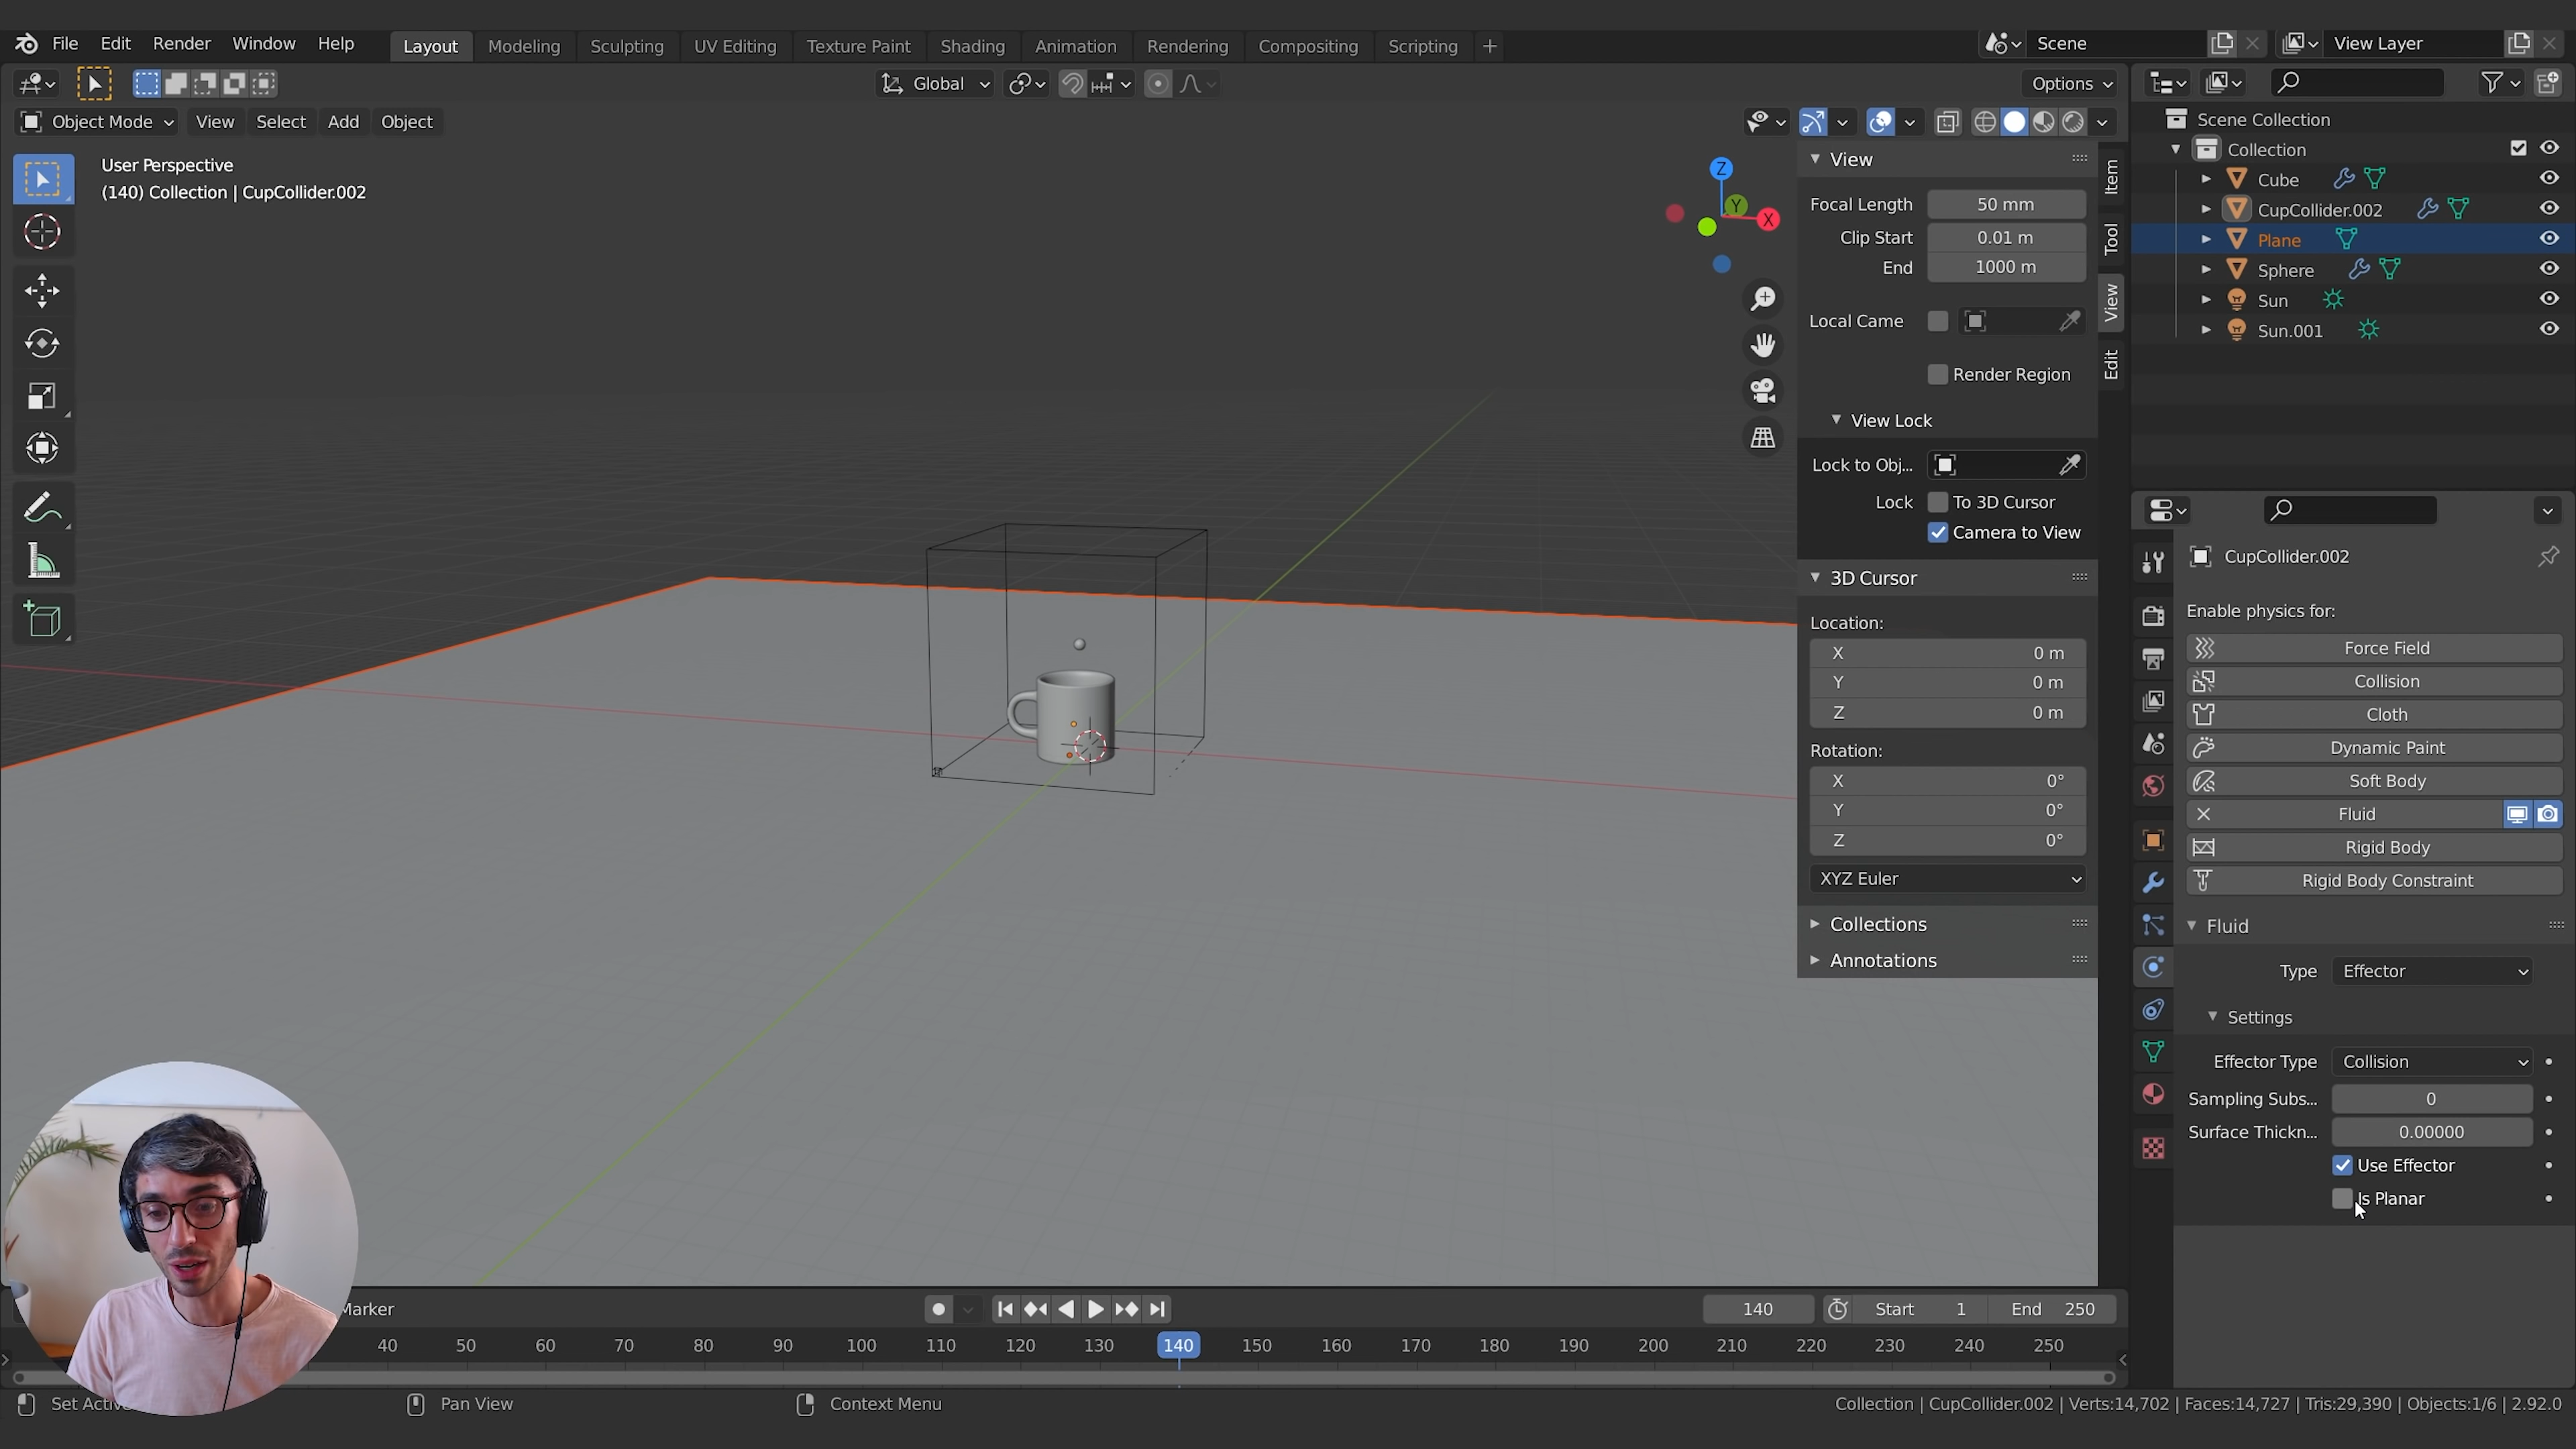 File Edit Render Window Help Layout Modeling Sculpting UV Editing Texture Paint Shading Animation Rendering Compositing Scripting + Scene View Layer
Global Options
Object Mode View Select Add Object
User Perspective
(140) Collection | CupCollider.002
Z
Y
X
View
Focal Length 50 mm
Clip Start 0.01 m
End 1000 m
Local Came
Render Region
View Lock
Lock to Obj...
Lock To 3D Cursor
Camera to View
3D Cursor
Location:
X 0 m
Y 0 m
Z 0 m
Rotation:
X 0°
Y 0°
Z 0°
XYZ Euler
Collections
Annotations
Item
Tool
View
Edit
Scene Collection
Collection
Cube
CupCollider.002
Plane
Sphere
Sun
Sun.001
CupCollider.002
Enable physics for:
Force Field
Collision
Cloth
Dynamic Paint
Soft Body
Fluid
Rigid Body
Rigid Body Constraint
Fluid
Type Effector
Settings
Effector Type Collision
Sampling Subs... 0
Surface Thickn... 0.00000
Use Effector
Is Planar
Marker 140 Start 1 End 250
40 50 60 70 80 90 100 110 120 130 140 150 160 170 180 190 200 210 220 230 240 250
Set Pan View Context Menu Collection | CupCollider.002 | Verts:14,702 | Faces:14,727 | Tris:29,390 | Objects:1/6 | 2.92.0